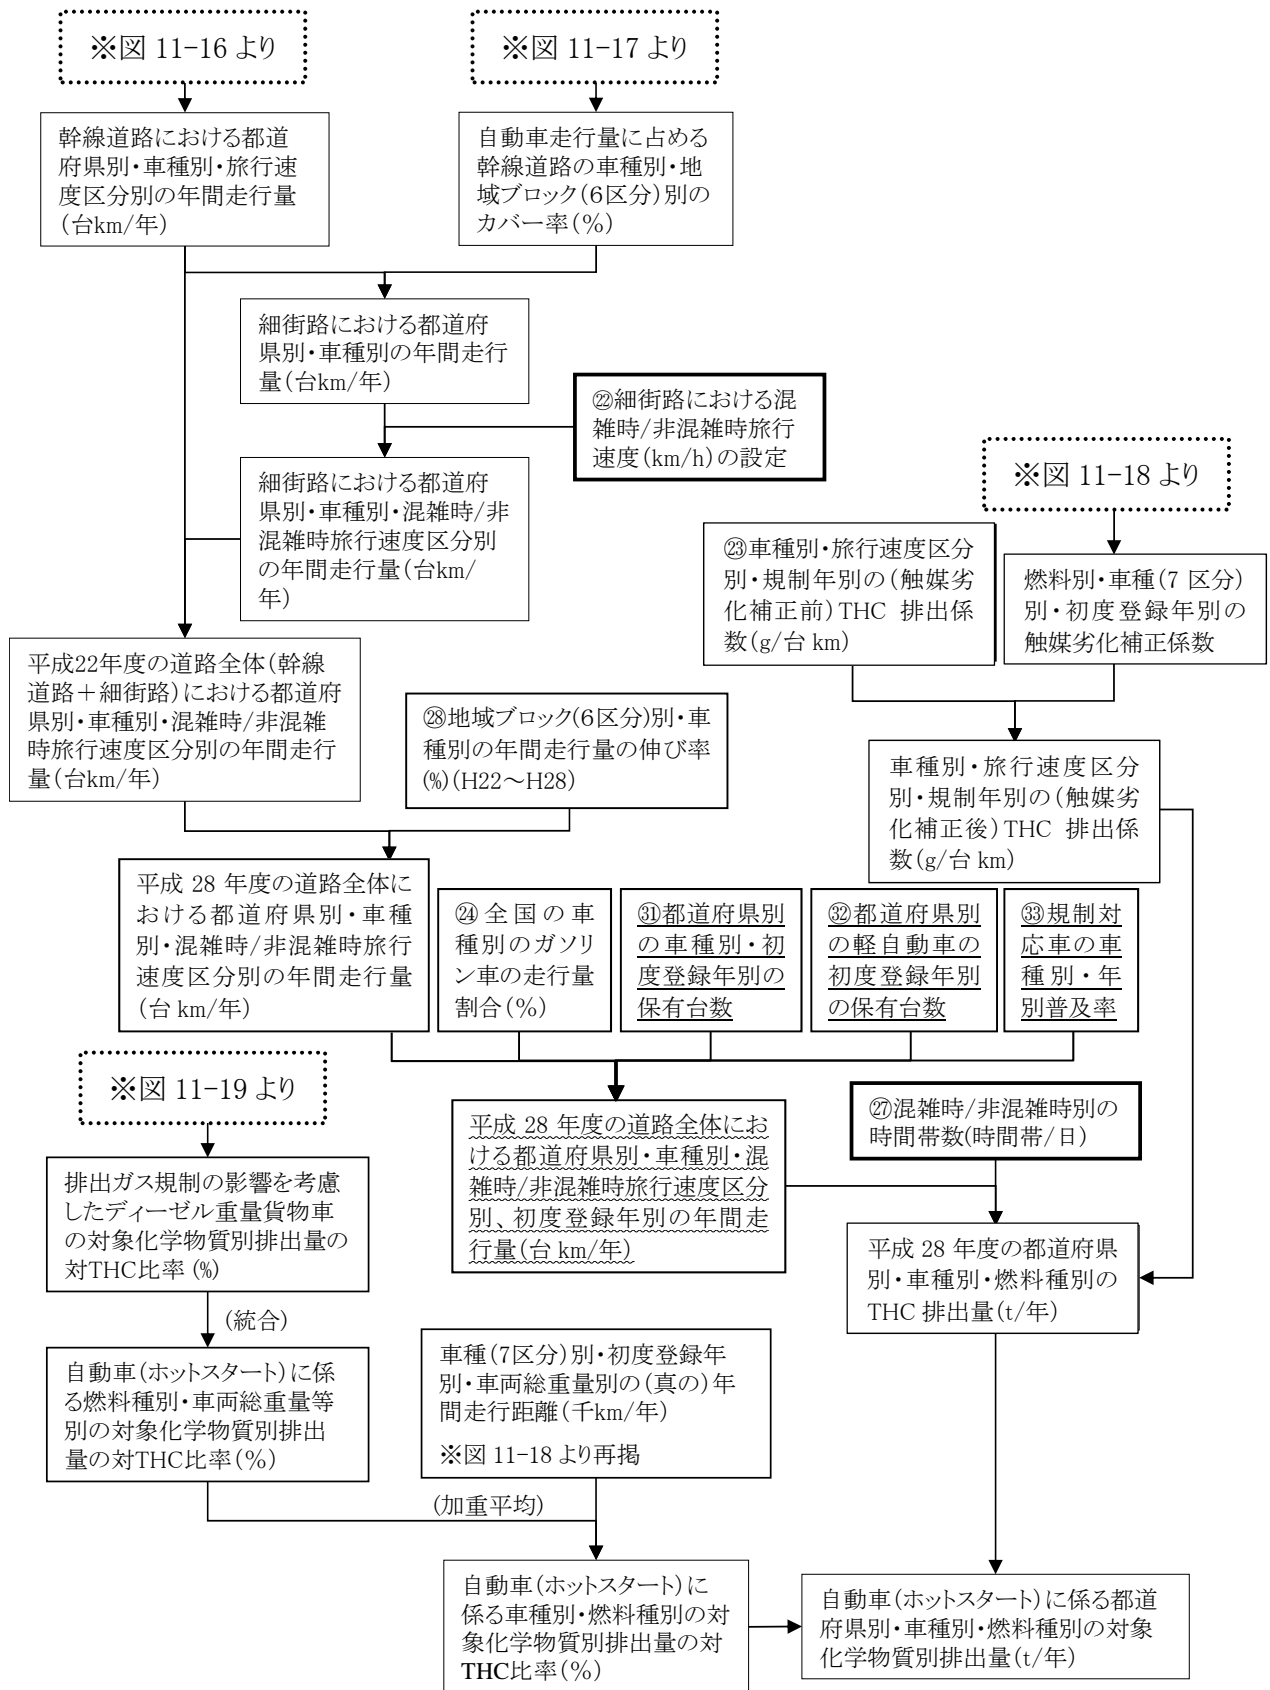 ※図 11-16 より
※図 11-17 より
幹線道路における都道
府県別・車種別・旅行速
度区分別の年間走行量
(台km/年)
自動車走行量に占める
幹線道路の車種別・地
域ブロック(6区分)別の
カバー率(%)
細街路における都道府
県別・車種別の年間走行
量(台km/年)
㉒細街路における混
雑時/非混雑時旅行
速度(km/h)の設定
細街路における都道府
県別・車種別・混雑時/非
混雑時旅行速度区分別
の年間走行量(台km/
年)
※図 11-18 より
㉓車種別・旅行速度区分
別・規制年別の(触媒劣
化補正前)THC 排出係
数(g/台 km)
燃料別・車種(7 区分)
別・初度登録年別の
触媒劣化補正係数
平成22年度の道路全体(幹線
道路+細街路)における都道府
県別・車種別・混雑時/非混雑
時旅行速度区分別の年間走行
量(台km/年)
㉘地域ブロック(6区分)別・車
種別の年間走行量の伸び率
(%)(H22～H28)
車種別・旅行速度区分
別・規制年別の(触媒劣
化補正後)THC 排出係
数(g/台 km)
平成 28 年度の道路全体に
おける都道府県別・車種
別・混雑時/非混雑時旅行
速度区分別の年間走行量
(台 km/年)
㉔全国の車
種別のガソリ
ン車の走行量
割合(%)
㉛都道府県別
の車種別・初
度登録年別の
保有台数
㉜都道府県別
の軽自動車の
初度登録年別
の保有台数
㉝規制対
応車の車
種別・年
別普及率
※図 11-19 より
平成 28 年度の道路全体にお
ける都道府県別・車種別・混
雑時/非混雑時旅行速度区分
別、初度登録年別の年間走
行量(台 km/年)
㉗混雑時/非混雑時別の
時間帯数(時間帯/日)
排出ガス規制の影響を考慮
したディーゼル重量貨物車
の対象化学物質別排出量の
対THC比率(%)
平成 28 年度の都道府県
別・車種別・燃料種別の
THC 排出量(t/年)
(統合)
自動車(ホットスタート)に係
る燃料種別・車両総重量等
別の対象化学物質別排出
量の対THC比率(%)
車種(7区分)別・初度登録年
別・車両総重量別の(真の)年
間走行距離(千km/年)
※図 11-18 より再掲
(加重平均)
自動車(ホットスタート)に
係る車種別・燃料種別の対
象化学物質別排出量の対
THC比率(%)
自動車(ホットスタート)に係る都道
府県別・車種別・燃料種別の対象
化学物質別排出量(t/年)